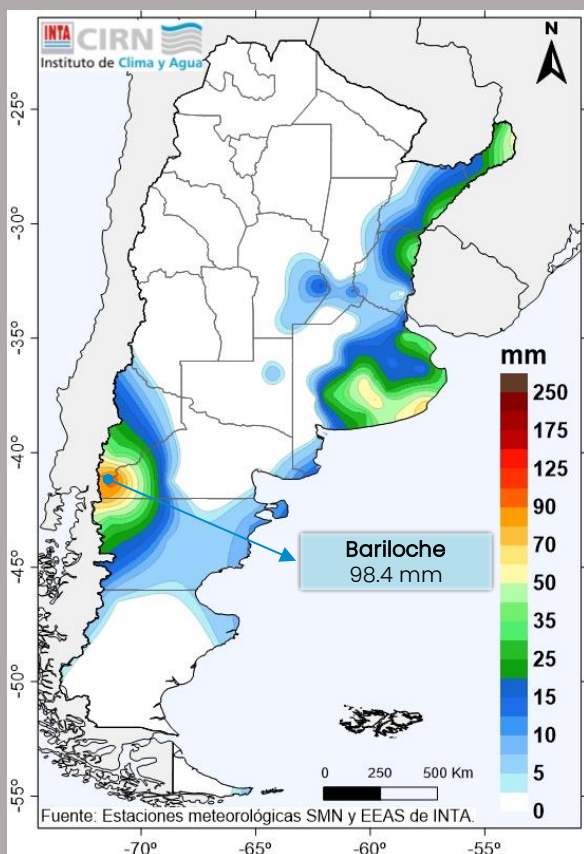 INTA CIRN
Instituto de Clima y Agua
N
-25°
-30°
-35°
-40°
-45°
-50°
-55°
mm
250
175
125
90
70
50
35
25
15
10
5
0
Bariloche
98.4 mm
0 250 500 Km
Fuente: Estaciones meteorológicas SMN y EEAS de INTA.
-70° -65° -60° -55°